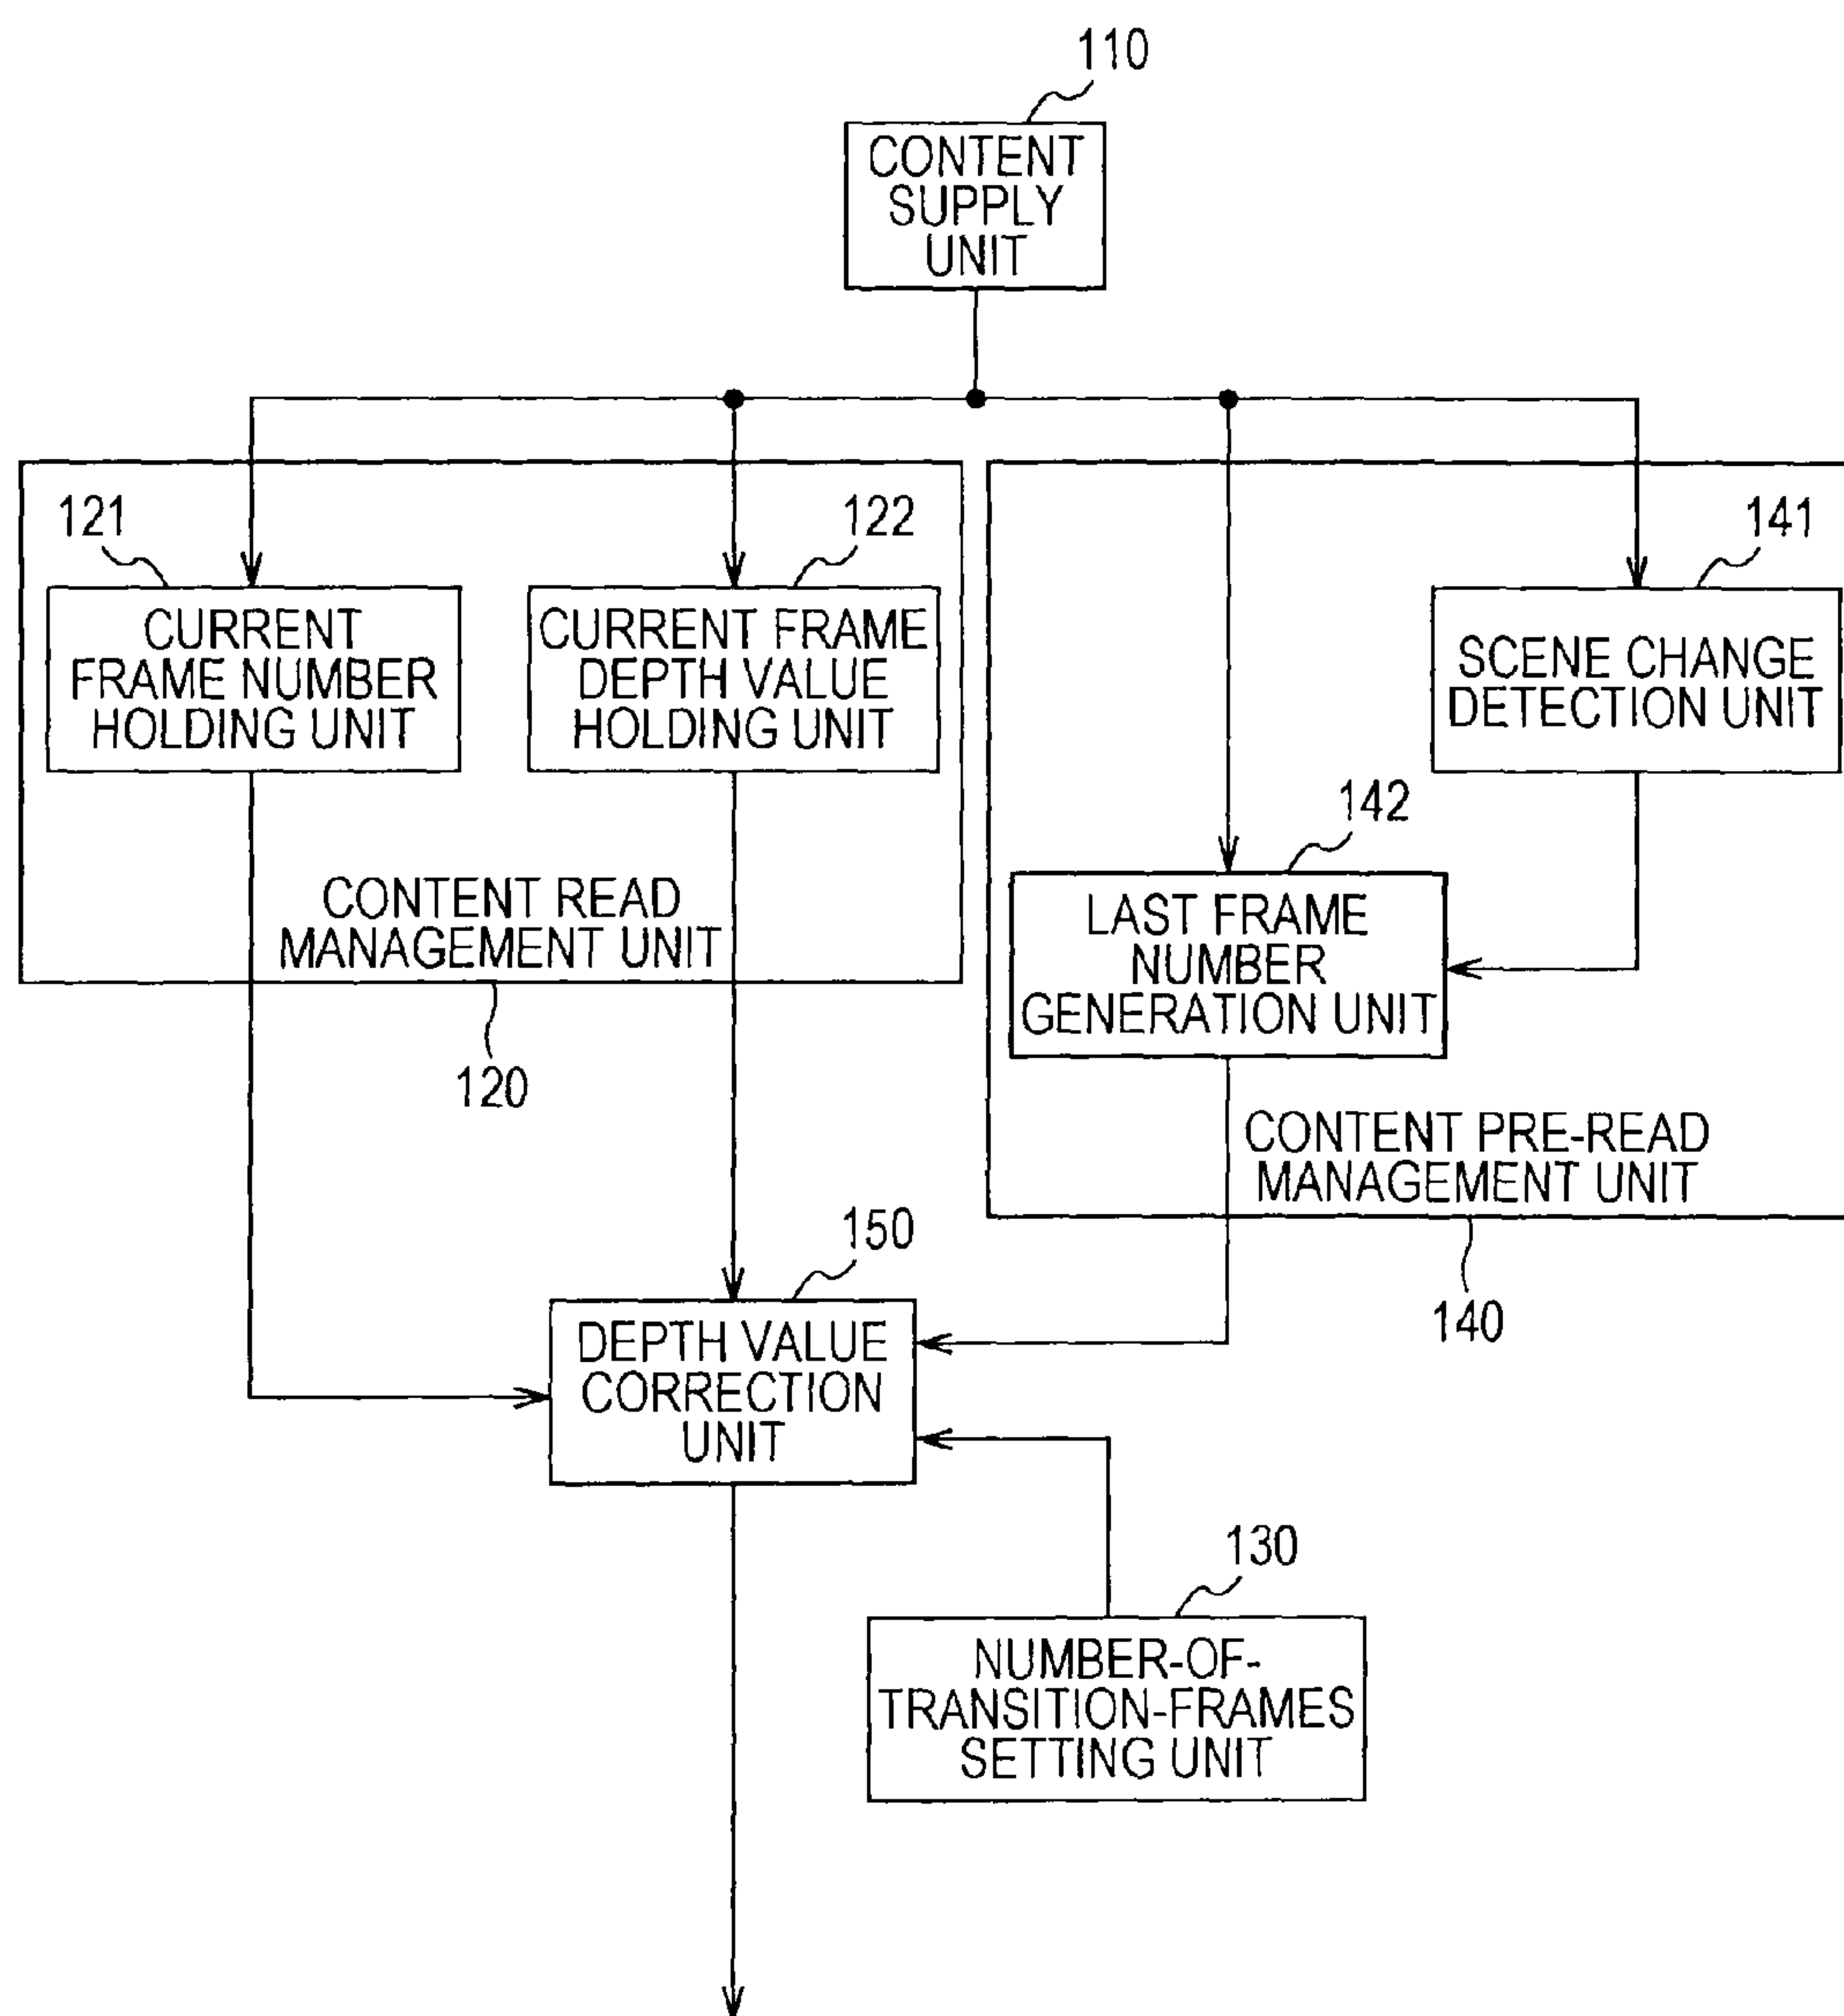 110
CONTENT
SUPPLY
UNIT
121
122
141
CURRENT
FRAME NUMBER
HOLDING UNIT
CURRENT FRAME
DEPTH VALUE
HOLDING UNIT
SCENE CHANGE
DETECTION UNIT
142
CONTENT READ
MANAGEMENT UNIT
LAST FRAME
NUMBER
GENERATION UNIT
120
CONTENT PRE-READ
MANAGEMENT UNIT
150
140
DEPTH VALUE
CORRECTION
UNIT
130
NUMBER-OF-
TRANSITION-FRAMES
SETTING UNIT